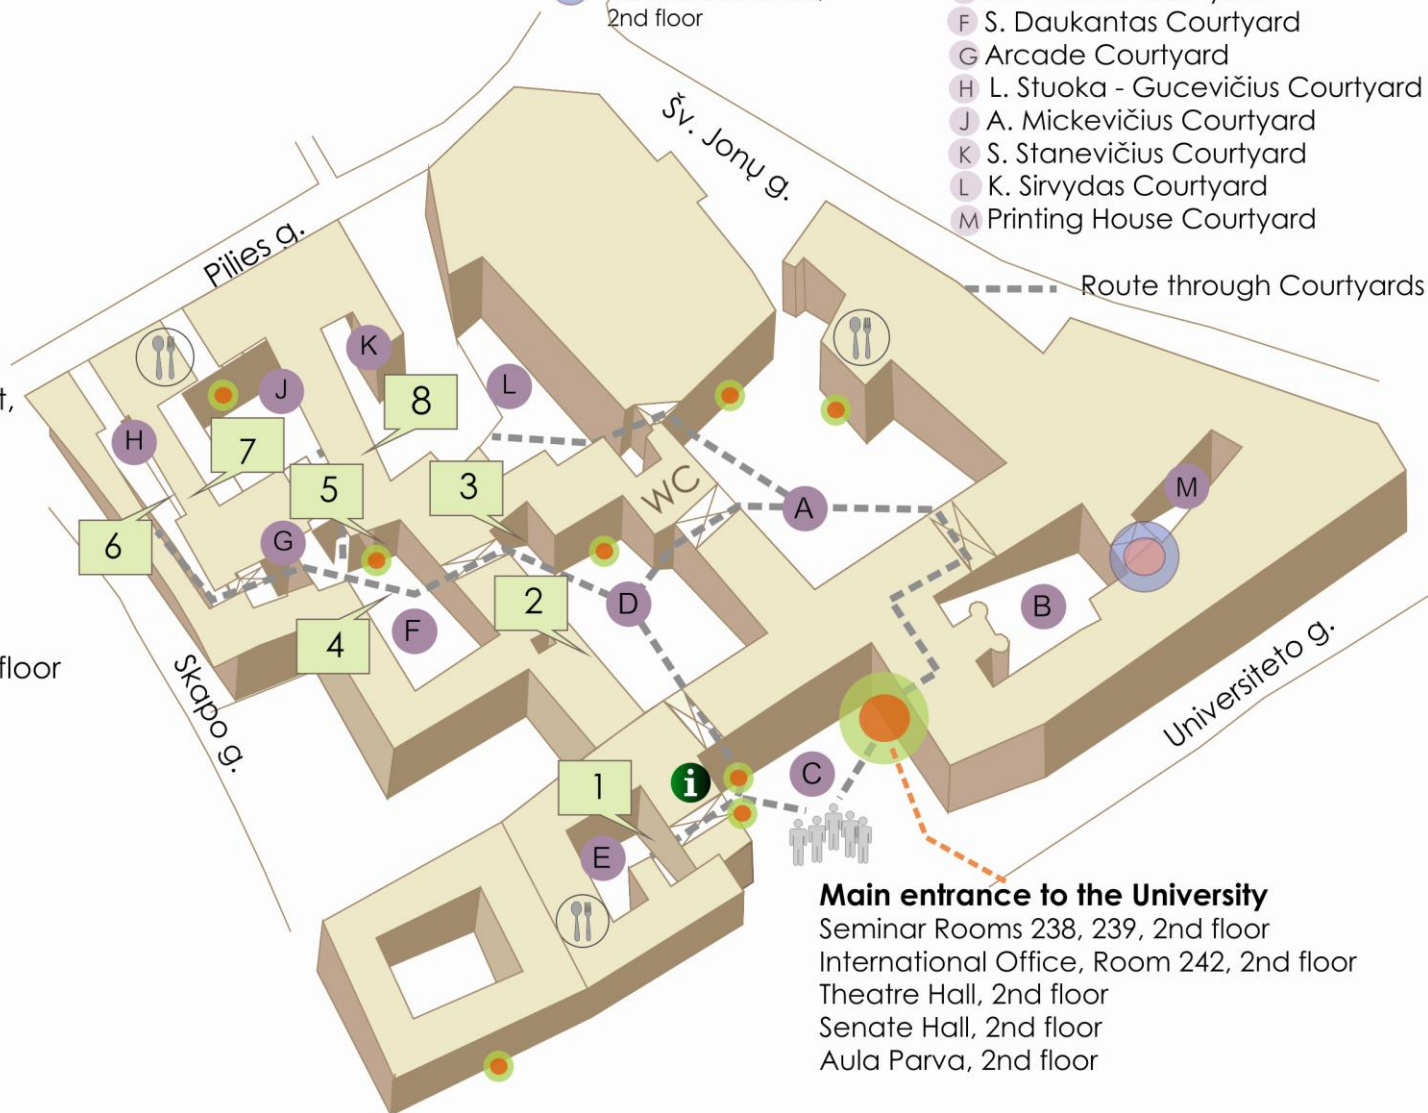 2nd floor
F S. Daukantas Courtyard
G Arcade Courtyard
H L. Stuoka - Gucevičius Courtyard
J A. Mickevičius Courtyard
K S. Stanevičius Courtyard
L K. Sirvydas Courtyard
M Printing House Courtyard
Route through Courtyards
Šv. Jonų g.
Pilies g.
K
J
L
8
H
7
3
5
WC
M
A
6
G
2
D
B
4
F
floor
Skapo g.
Universiteto g.
i
C
1
E
Main entrance to the University
Seminar Rooms 238, 239, 2nd floor
International Office, Room 242, 2nd floor
Theatre Hall, 2nd floor
Senate Hall, 2nd floor
Aula Parva, 2nd floor